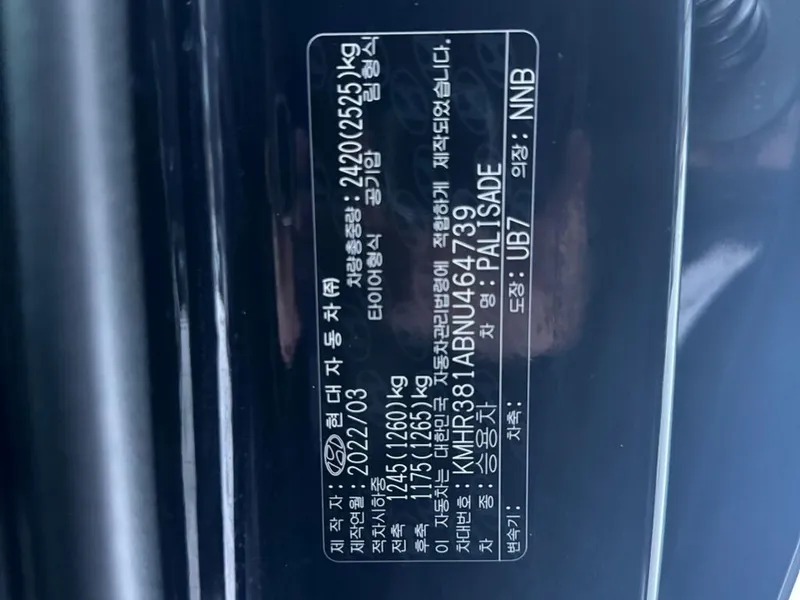 제 작 자 : 현 대 자 동 차 ㈜
제작연월 : 2022/03 차량총중량 : 2420(2525)kg
적차시하중 타이어형식 공기압 림형식
전축 1245(1260)kg
후축 1175(1265)kg
이 자동차는 대한민국 자동차관리법령에 적합하게 제작되었습니다.
차대번호 : KMHR381ABNU464739
차 종 : 승용차 차 명 : PALISADE
변속기 : 차축 : 도장 : UB7 의장 : NNB